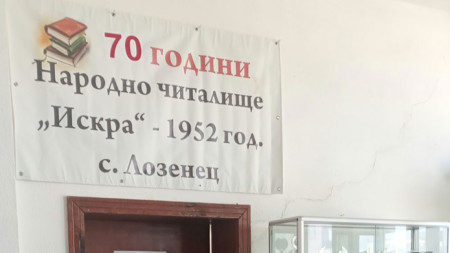 70 ГОДИНИ
Народно читалище
„Искра“ - 1952 год.
с. Лозенец